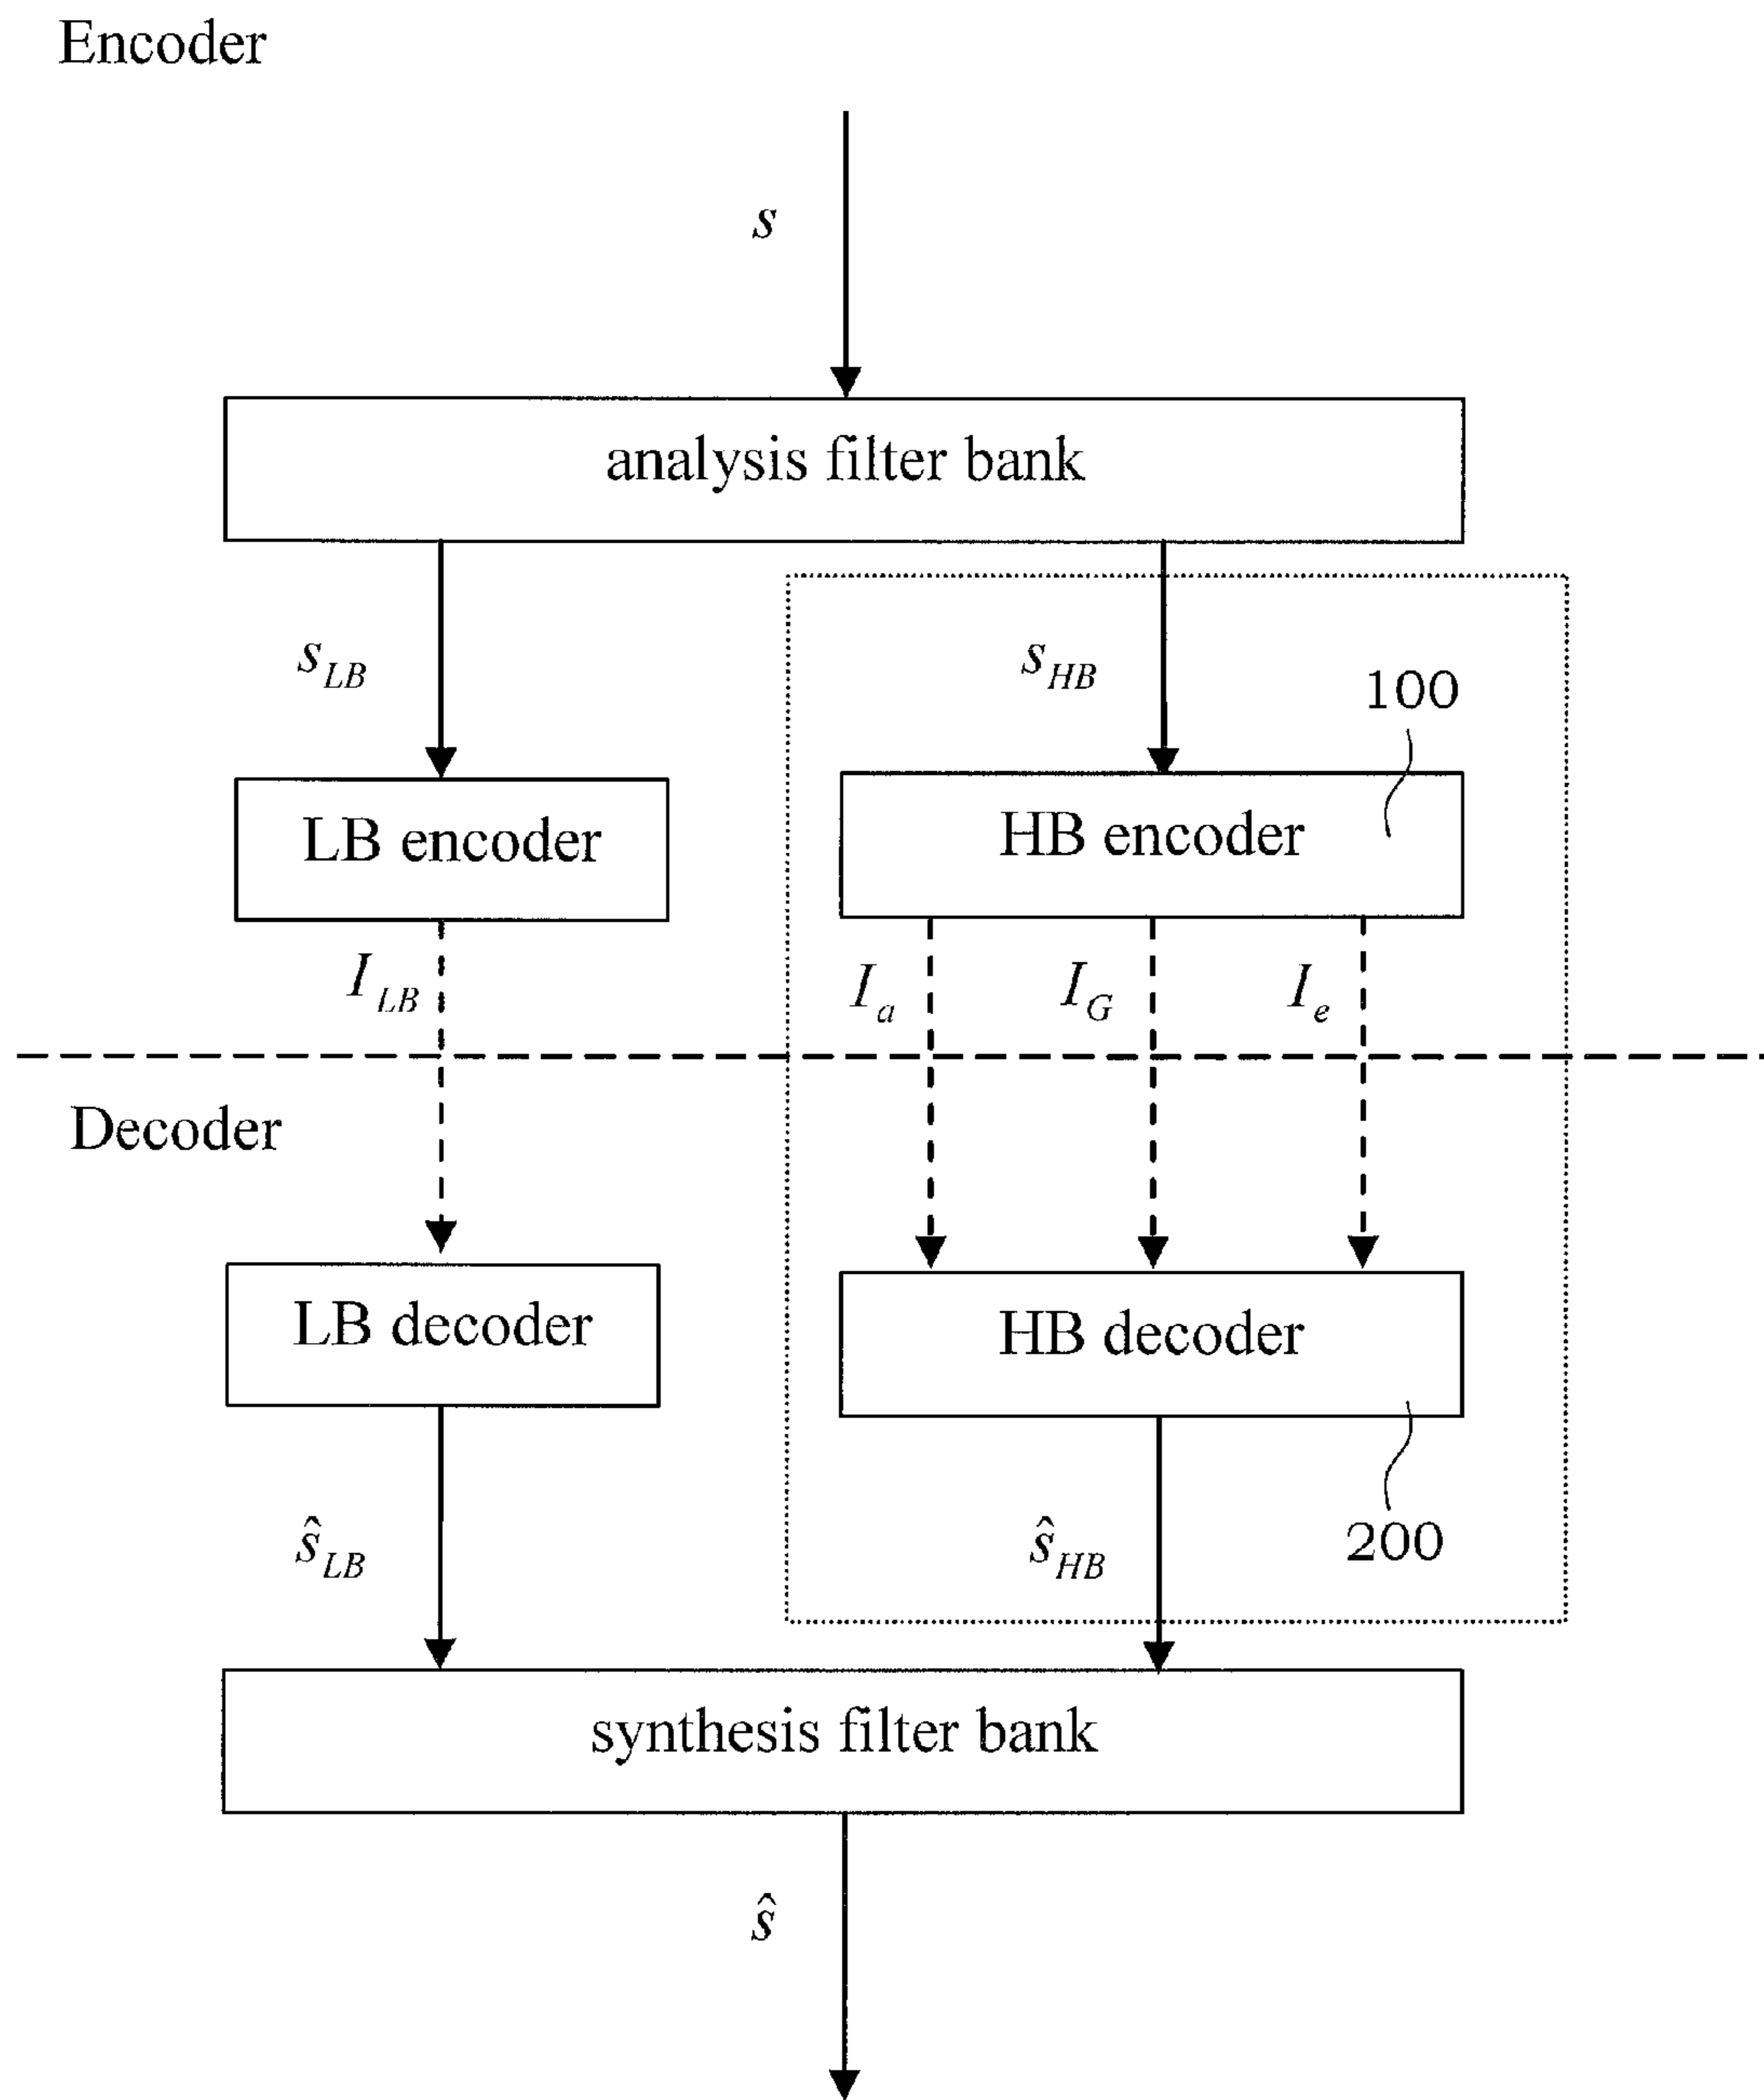 Encoder
s
analysis filter bank
s_LB
s_HB
100
LB encoder
HB encoder
I_LB
I_a
I_G
I_e
Decoder
LB decoder
HB decoder
ŝ_LB
ŝ_HB
200
synthesis filter bank
ŝ